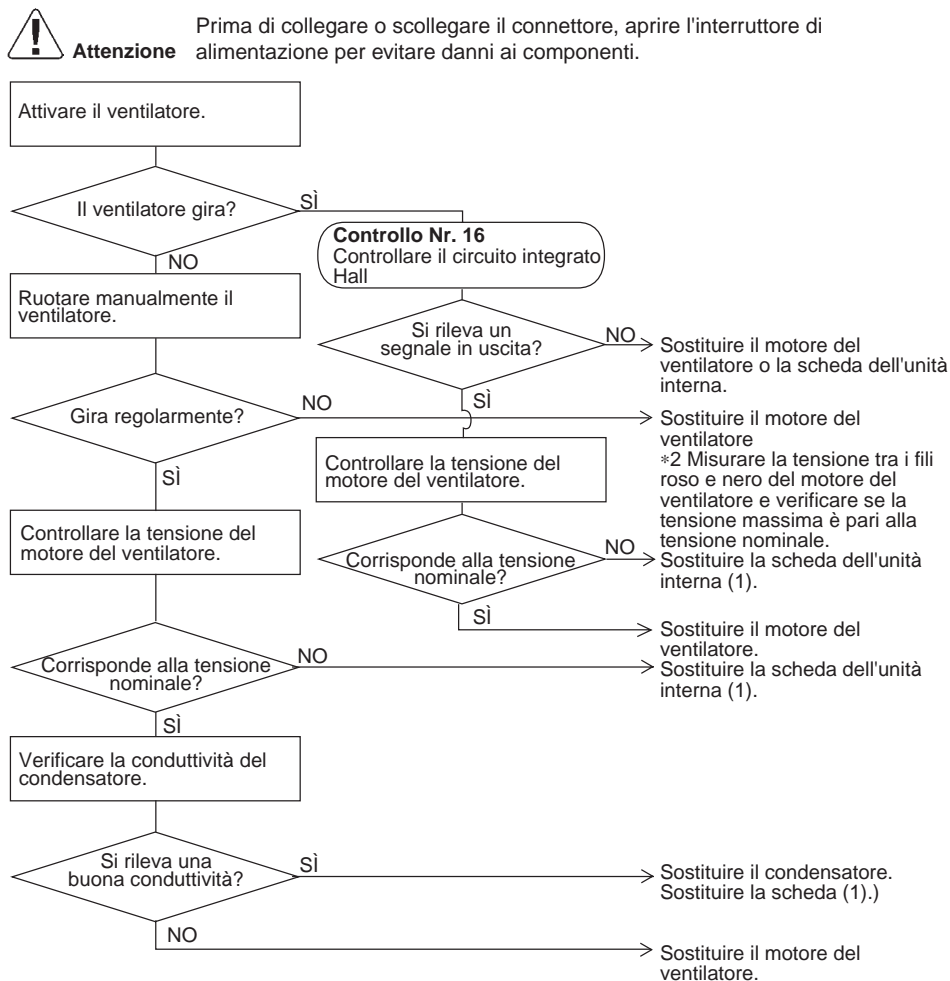 Attenzione
Prima di collegare o scollegare il connettore, aprire l'interruttore di
alimentazione per evitare danni ai componenti.
Attivare il ventilatore.
Il ventilatore gira?
SÌ
NO
Controllo Nr. 16
Controllare il circuito integrato
Hall
Ruotare manualmente il
ventilatore.
Si rileva un
segnale in uscita?
NO
Sostituire il motore del
ventilatore o la scheda dell'unità
interna.
SÌ
Gira regolarmente?
NO
Sostituire il motore del
ventilatore
*2 Misurare la tensione tra i fili
roso e nero del motore del
ventilatore e verificare se la
tensione massima è pari alla
tensione nominale.
SÌ
Controllare la tensione del
motore del ventilatore.
Controllare la tensione del
motore del ventilatore.
Corrisponde alla tensione
nominale?
NO
Sostituire la scheda dell'unità
interna (1).
SÌ
Sostituire il motore del
ventilatore.
Corrisponde alla tensione
nominale?
NO
Sostituire la scheda dell'unità
interna (1).
SÌ
Verificare la conduttività del
condensatore.
Si rileva una
buona conduttività?
SÌ
Sostituire il condensatore.
Sostituire la scheda (1).)
NO
Sostituire il motore del
ventilatore.